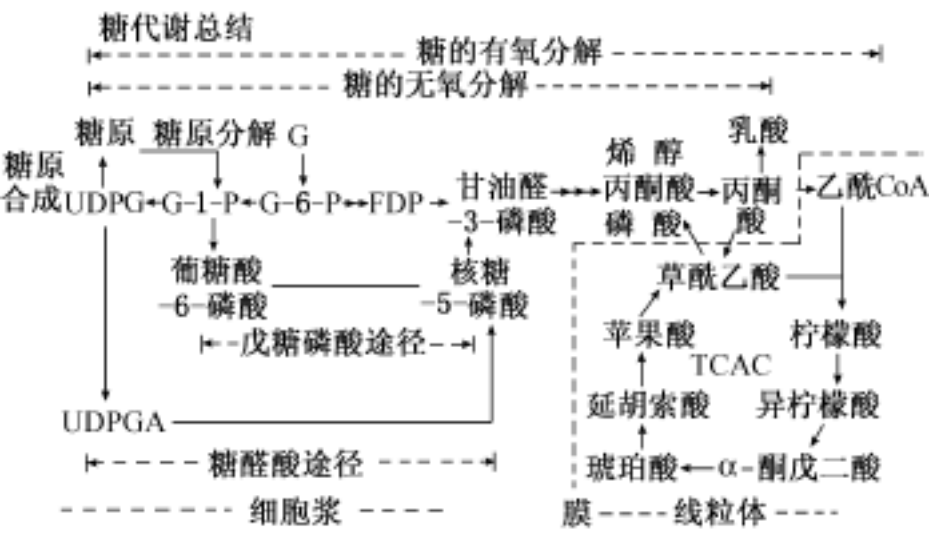 糖代谢总结
糖的有氧分解
糖的无氧分解
糖原 糖原分解 G 乳酸
糖原
合成
UDPG G-1-P G-6-P FDP
甘油醛
-3-磷酸
烯醇
丙酮酸
磷酸
丙酮
酸
乙酰CoA
葡糖酸
-6-磷酸
核糖
-5-磷酸
草酰乙酸
戊糖磷酸途径
苹果酸 柠檬酸
TCAC
UDPGA
延胡索酸 异柠檬酸
糖醛酸途径
琥珀酸 α-酮戊二酸
细胞浆 膜 线粒体